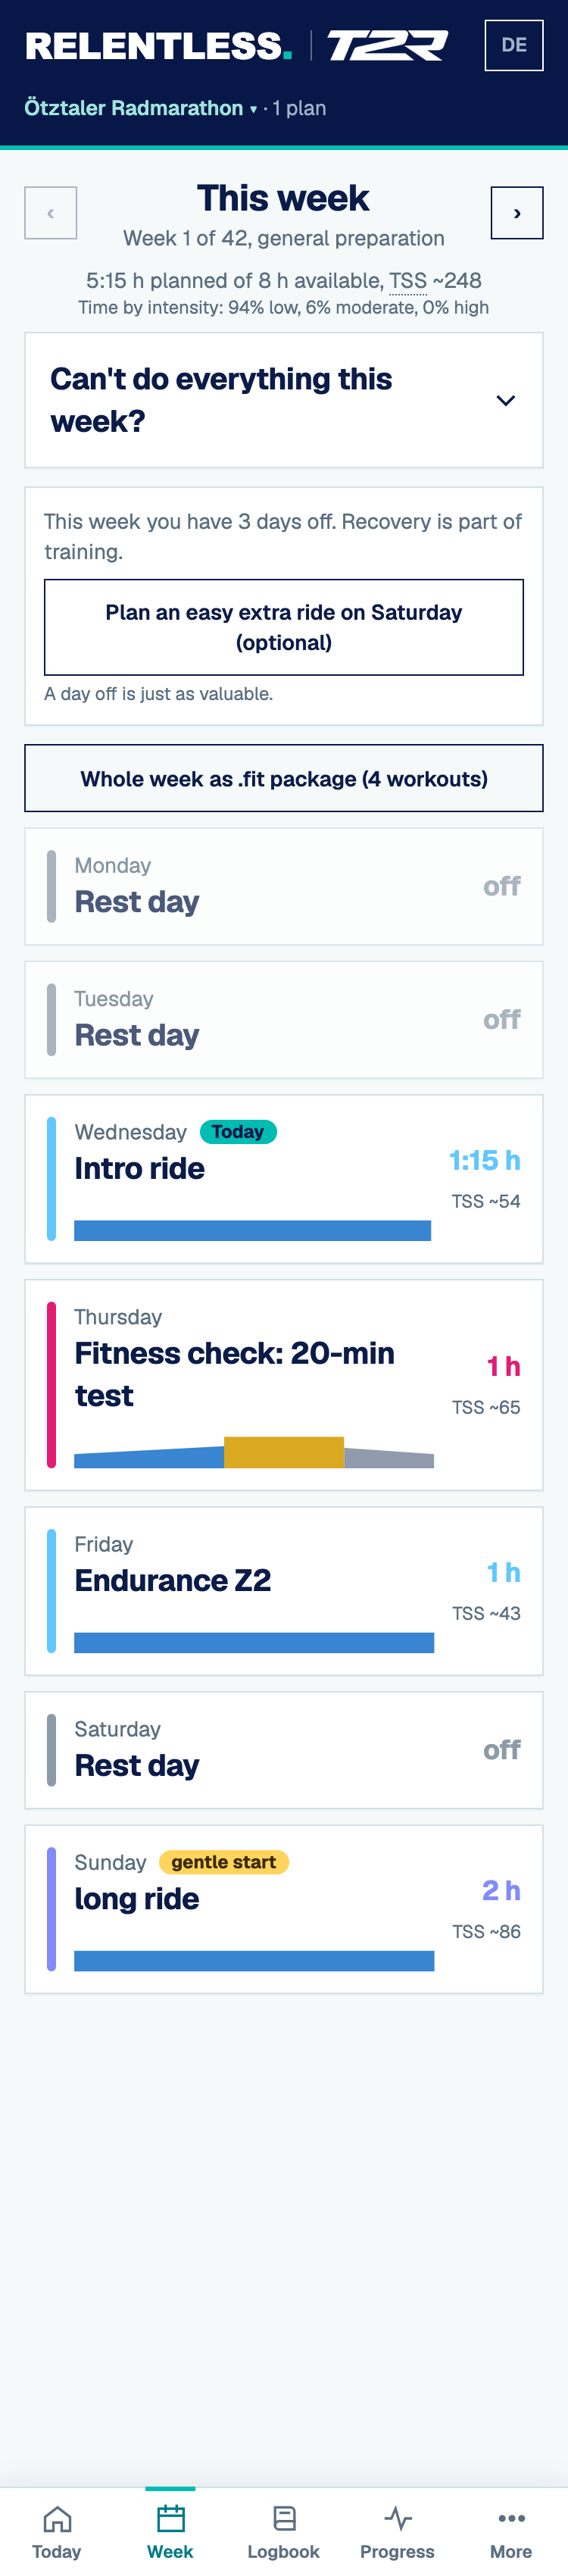 RELENTLESS. T2R DE
Ötztaler Radmarathon ▾ · 1 plan
‹ This week ›
Week 1 of 42, general preparation
5:15 h planned of 8 h available, TSS ~248
Time by intensity: 94% low, 6% moderate, 0% high
Can't do everything this
week?
This week you have 3 days off. Recovery is part of
training.
Plan an easy extra ride on Saturday
(optional)
A day off is just as valuable.
Whole week as .fit package (4 workouts)
Monday
Rest day
off
Tuesday
Rest day
off
Wednesday Today
Intro ride
1:15 h
TSS ~54
Thursday
Fitness check: 20-min
test
1 h
TSS ~65
Friday
Endurance Z2
1 h
TSS ~43
Saturday
Rest day
off
Sunday gentle start
long ride
2 h
TSS ~86
Today Week Logbook Progress More